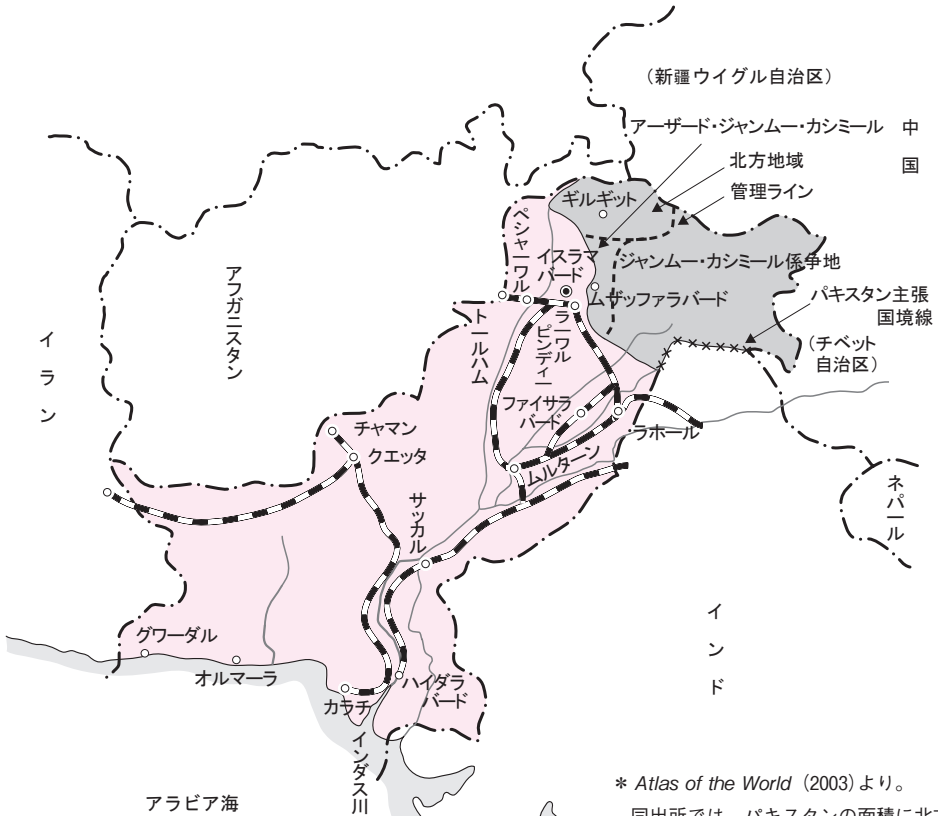 （新疆ウイグル自治区）
アーザード・ジャンムー・カシミール
中国
北方地域
管理ライン
ギルギット
ペシャーワル
イスラマバード
ジャンムー・カシミール係争地
ムザッファラバード
パキスタン主張
国境線
（チベット
自治区）
アフガニスタン
イラン
トールハム
ラーワルピンディー
ファイサラ
バード
ラホール
チャマン
クエッタ
ムルターン
サッカル
ネパール
インド
グワーダル
オルマーラ
カラチ
ハイダラ
バード
インダス川
アラビア海
* Atlas of the World (2003)より。